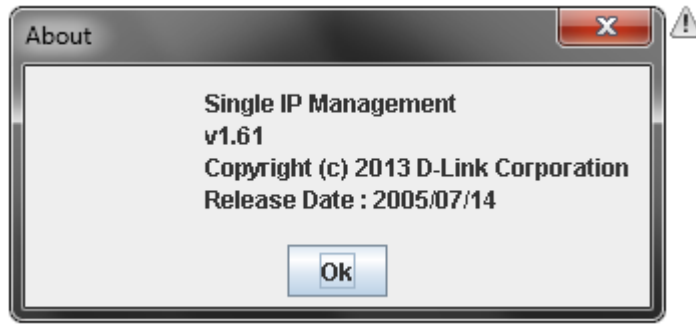 About
Single IP Management
v1.61
Copyright (c) 2013 D-Link Corporation
Release Date : 2005/07/14
Ok